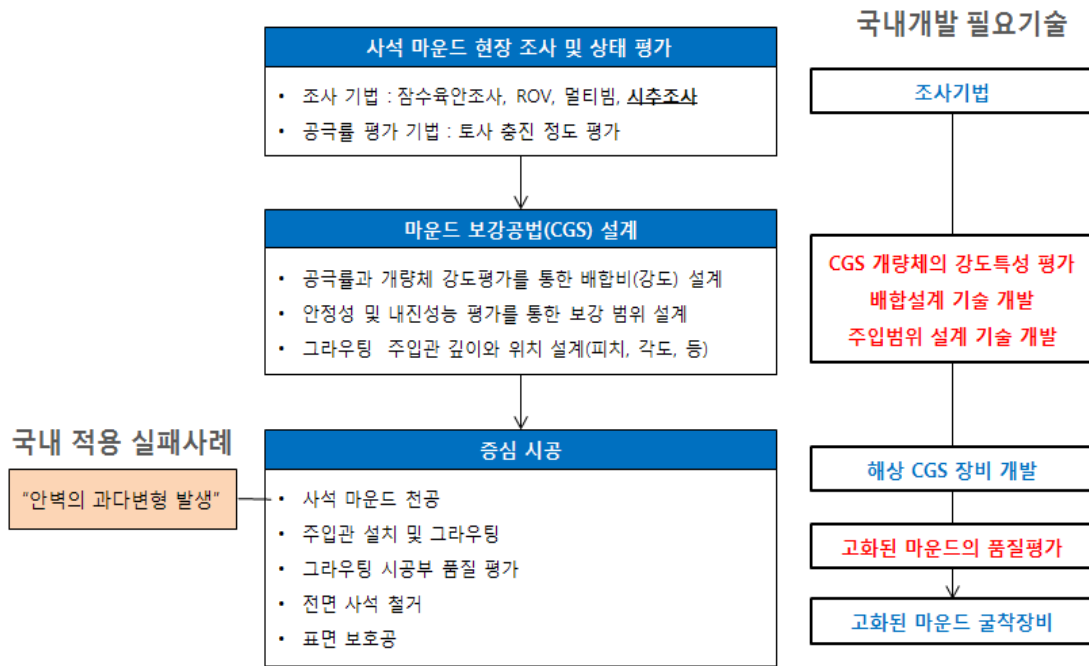 국내개발 필요기술
사석 마운드 현장 조사 및 상태 평가
• 조사 기법 : 잠수육안조사, ROV, 멀티빔, 시추조사
• 공극률 평가 기법 : 토사 충진 정도 평가
조사기법
마운드 보강공법(CGS) 설계
• 공극률과 개량체 강도평가를 통한 배합비(강도) 설계
• 안정성 및 내진성능 평가를 통한 보강 범위 설계
• 그라우팅 주입관 깊이와 위치 설계(피치, 각도, 등)
CGS 개량체의 강도특성 평가
배합설계 기술 개발
주입범위 설계 기술 개발
국내 적용 실패사례
“안벽의 과다변형 발생”
증심 시공
• 사석 마운드 천공
• 주입관 설치 및 그라우팅
• 그라우팅 시공부 품질 평가
• 전면 사석 철거
• 표면 보호공
해상 CGS 장비 개발
고화된 마운드의 품질평가
고화된 마운드 굴착장비